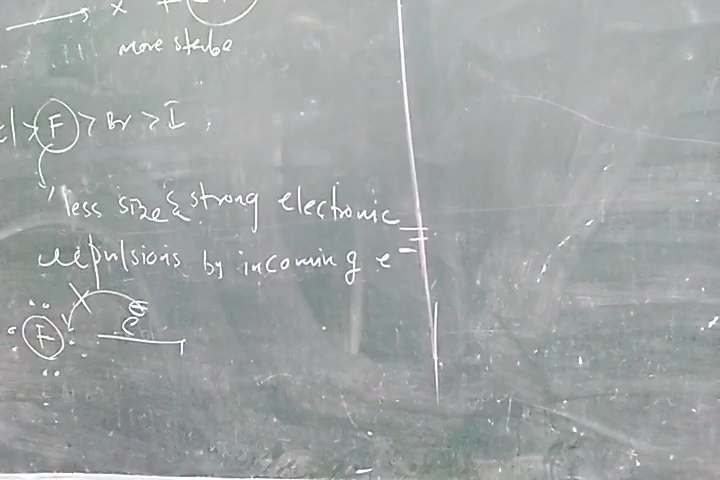 → x +
more stable
Cl > F > Br > I ,
less size & strong electronic
repulsions by incoming e⁻
F e⁻